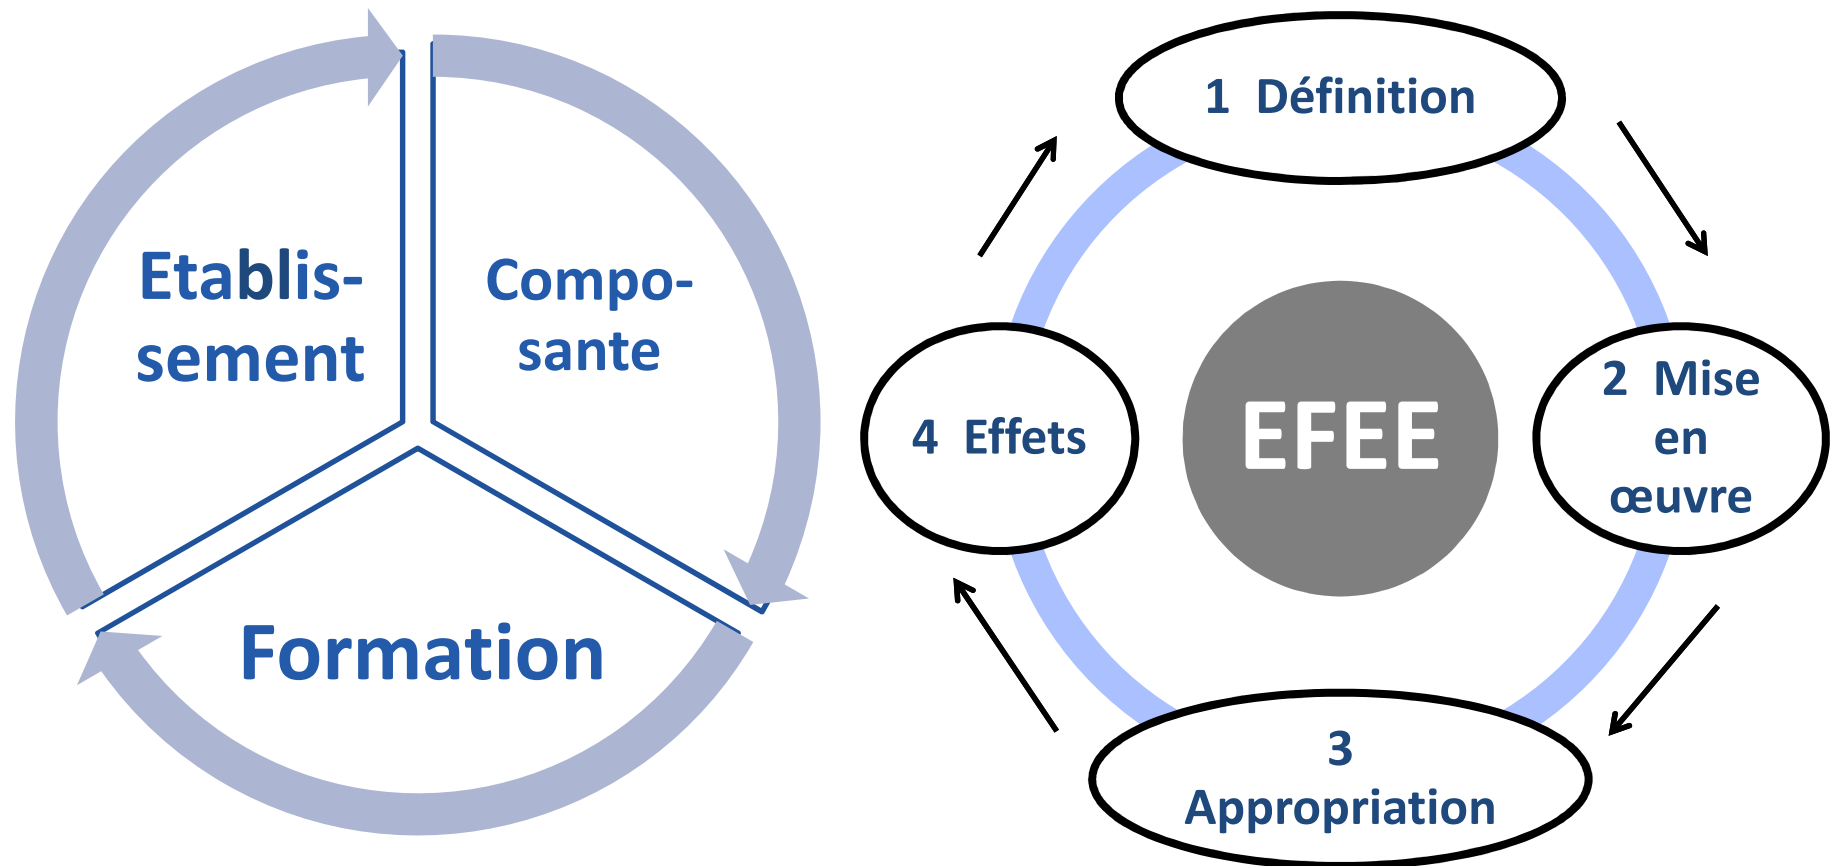 Etablis-
sement
Compo-
sante
Formation
1 Définition
2 Mise
en
œuvre
3
Appropriation
4 Effets
EFEE